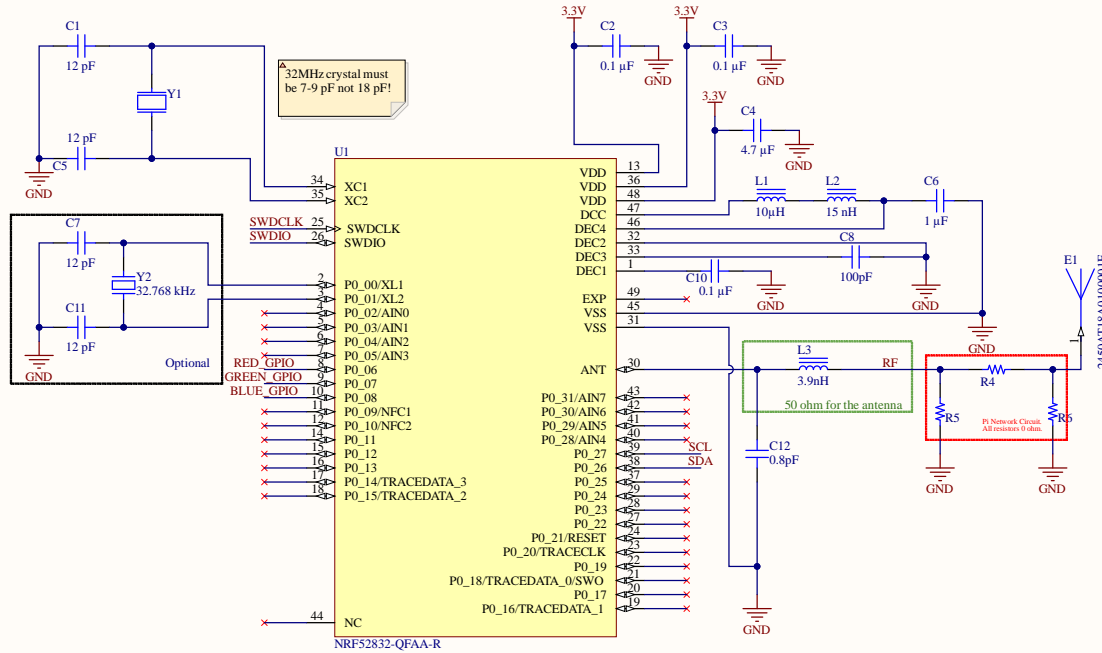 C1
12 pF
Y1
12 pF
C5
GND
32MHz crystal must
be 7-9 pF not 18 pF!
3.3V
C2
0.1 µF
GND
3.3V
C3
0.1 µF
GND
3.3V
C4
4.7 µF
GND
U1
34 XC1
35 XC2
SWDCLK 25 SWDCLK
SWDIO 26 SWDIO
2 P0_00/XL1
3 P0_01/XL2
4 P0_02/AIN0
5 P0_03/AIN1
6 P0_04/AIN2
7 P0_05/AIN3
RED_GPIO 8 P0_06
GREEN_GPIO 9 P0_07
BLUE_GPIO 10 P0_08
11 P0_09/NFC1
12 P0_10/NFC2
14 P0_11
15 P0_12
16 P0_13
17 P0_14/TRACEDATA_3
18 P0_15/TRACEDATA_2
44 NC
VDD 13
VDD 36
VDD 48
DCC 47
DEC4 46
DEC2 32
DEC3 33
DEC1 1
EXP 49
VSS 45
VSS 31
ANT 30
P0_31/AIN7 43
P0_30/AIN6 42
P0_29/AIN5 41
P0_28/AIN4 40
P0_27 39 SCL
P0_26 38 SDA
P0_25 37
P0_24 29
P0_23 28
P0_22 27
P0_21/RESET 24
P0_20/TRACECLK 23
P0_19 22
P0_18/TRACEDATA_0/SWO 21
P0_17 20
P0_16/TRACEDATA_1 19
NRF52832-QFAA-R
C7
12 pF
Y2
32.768 kHz
C11
12 pF
GND
Optional
L1
10µH
L2
15 nH
C6
1 µF
C8
100pF
C10
0.1 µF
GND
GND
GND
L3
3.9nH
RF
50 ohm for the antenna
C12
0.8pF
GND
R4
R5
R6
Pi Network Circuit.
All resistors 0 ohm.
GND
GND
E1
1